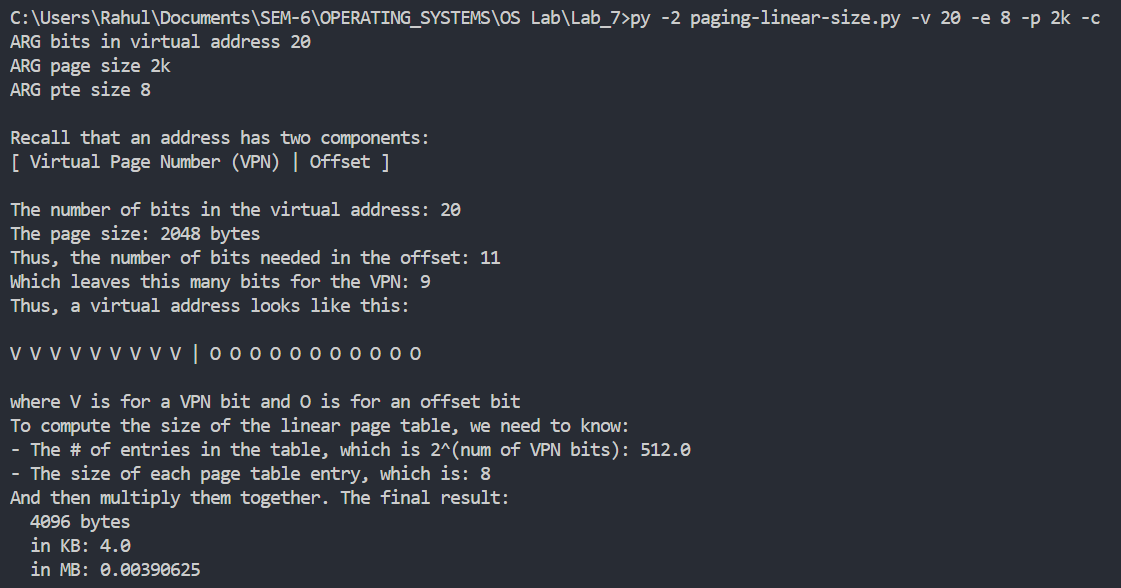 C:\Users\Rahul\Documents\SEM-6\OPERATING_SYSTEMS\OS Lab\Lab_7>py -2 paging-linear-size.py -v 20 -e 8 -p 2k -c
ARG bits in virtual address 20
ARG page size 2k
ARG pte size 8
Recall that an address has two components:
[ Virtual Page Number (VPN) | Offset ]
The number of bits in the virtual address: 20
The page size: 2048 bytes
Thus, the number of bits needed in the offset: 11
Which leaves this many bits for the VPN: 9
Thus, a virtual address looks like this:
V V V V V V V V V | O O O O O O O O O O O
where V is for a VPN bit and O is for an offset bit
To compute the size of the linear page table, we need to know:
- The # of entries in the table, which is 2^(num of VPN bits): 512.0
- The size of each page table entry, which is: 8
And then multiply them together. The final result:
4096 bytes
in KB: 4.0
in MB: 0.00390625